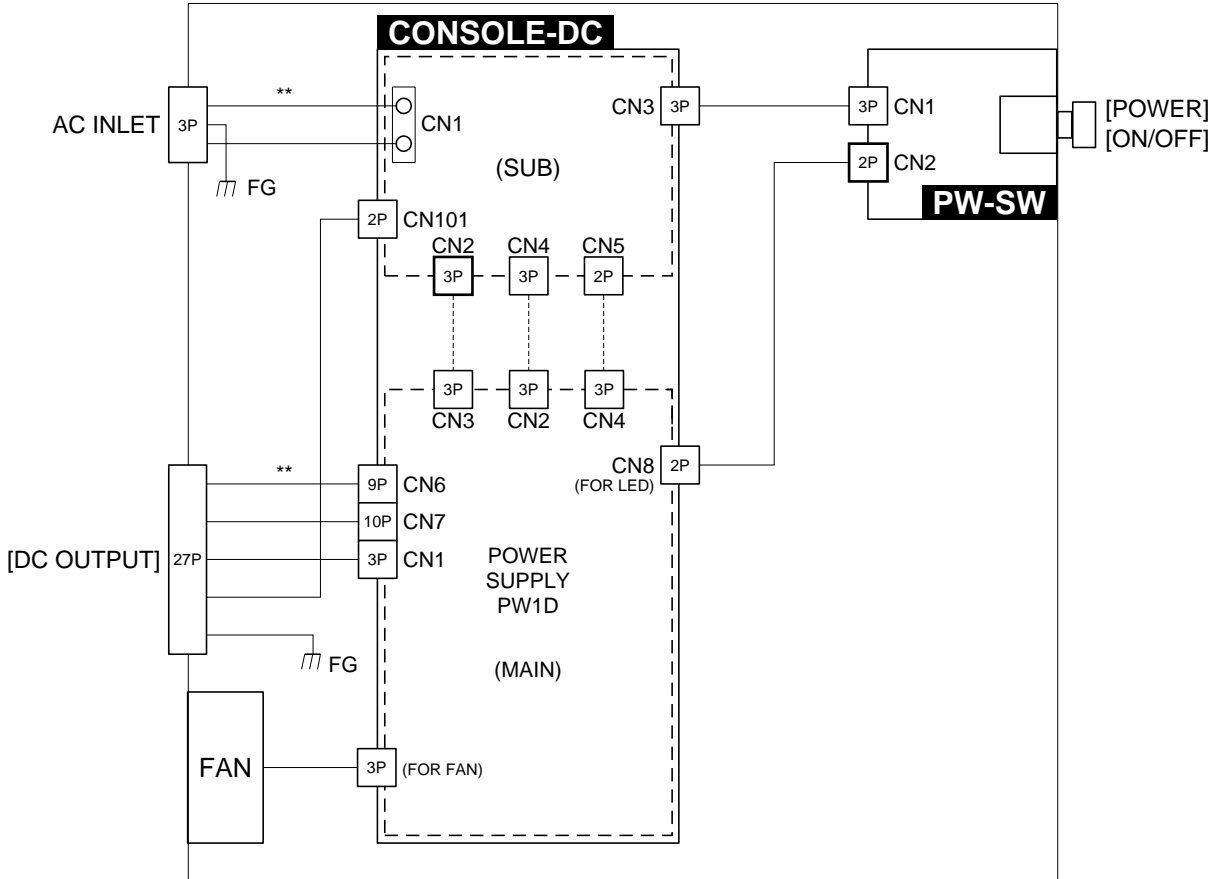 CONSOLE-DC
AC INLET
3P
**
CN1
FG
(SUB)
CN3
3P
3P
CN1
2P
CN2
PW-SW
[POWER]
[ON/OFF]
2P
CN101
CN2
CN4
CN5
3P
3P
2P
3P
3P
3P
CN3
CN2
CN4
[DC OUTPUT]
27P
**
9P
CN6
10P
CN7
3P
CN1
CN8
2P
(FOR LED)
POWER
SUPPLY
PW1D
(MAIN)
FG
FAN
3P
(FOR FAN)